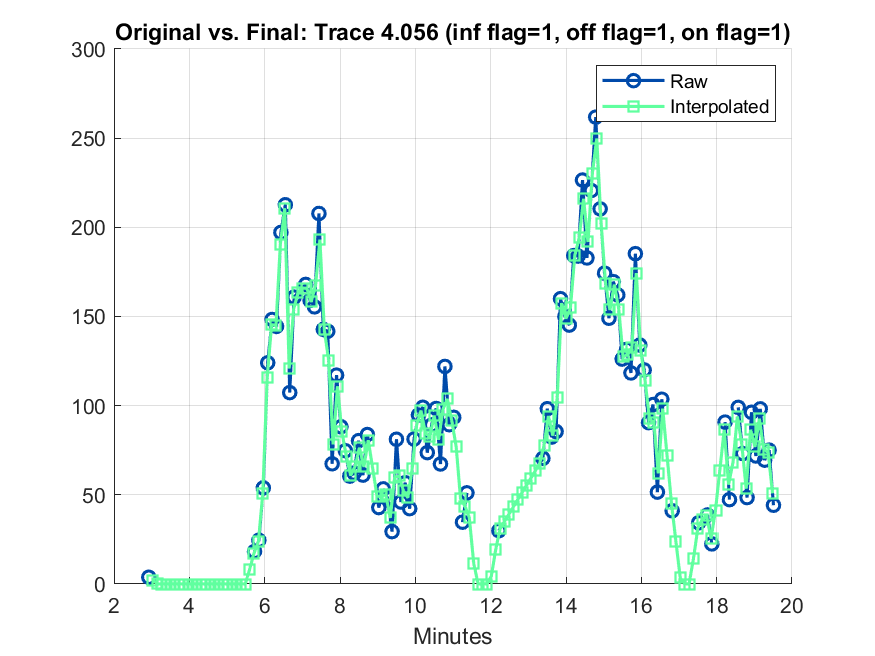 Original vs. Final: Trace 4.056 (inf flag=1, off flag=1, on flag=1)
300
250
200
150
100
50
0
Raw
Interpolated
2 4 6 8 10 12 14 16 18 20
Minutes